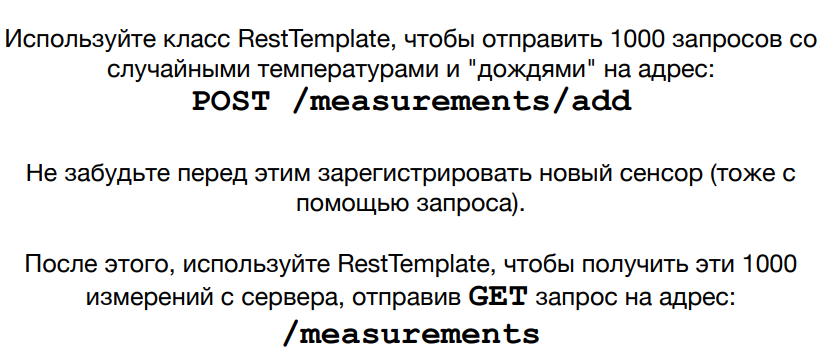 Используйте класс RestTemplate, чтобы отправить 1000 запросов со
случайными температурами и "дождями" на адрес:
POST /measurements/add
Не забудьте перед этим зарегистрировать новый сенсор (тоже с
помощью запроса).
После этого, используйте RestTemplate, чтобы получить эти 1000
измерений с сервера, отправив GET запрос на адрес:
/measurements